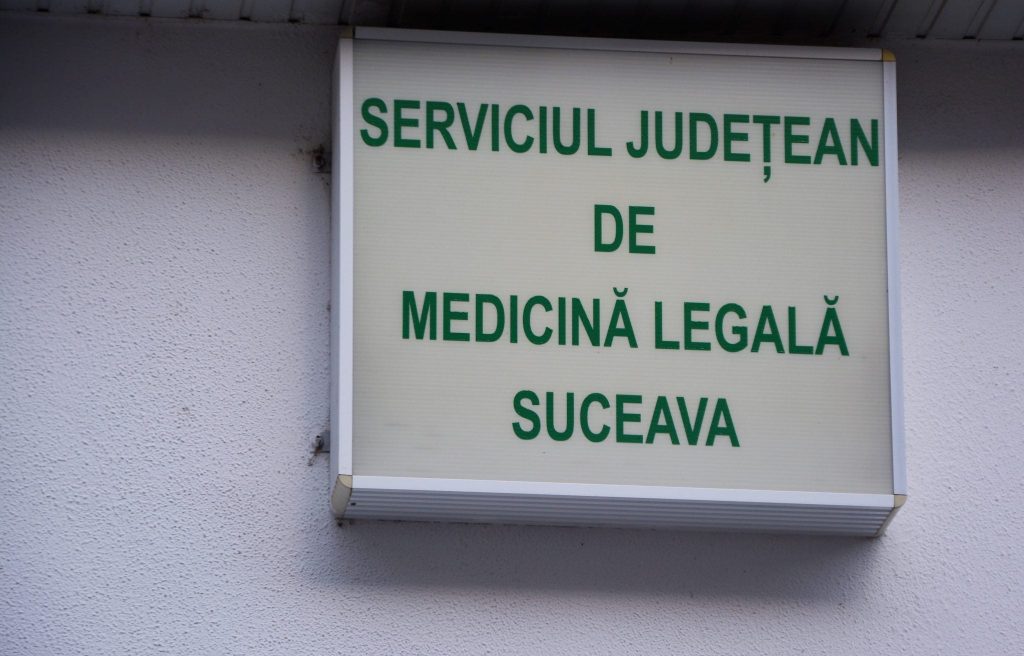 SERVICIUL JUDEȚEAN
DE
MEDICINĂ LEGALĂ
SUCEAVA